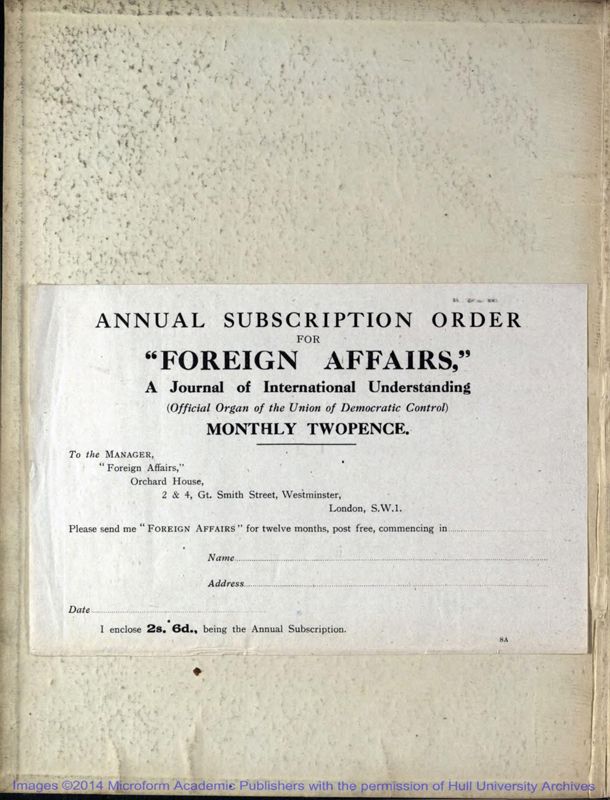 ANNUAL SUBSCRIPTION ORDER
FOR
“FOREIGN AFFAIRS,”
A Journal of International Understanding
(Official Organ of the Union of Democratic Control)
MONTHLY TWOPENCE.
To the MANAGER,
“Foreign Affairs,”
Orchard House,
2 & 4, Gt. Smith Street, Westminster,
London, S.W.1.
Please send me “FOREIGN AFFAIRS” for twelve months, post free, commencing in
Name
Address
Date
I enclose 2s. 6d., being the Annual Subscription.
8A
Images ©2014 Microform Academic Publishers with the permission of Hull University Archives